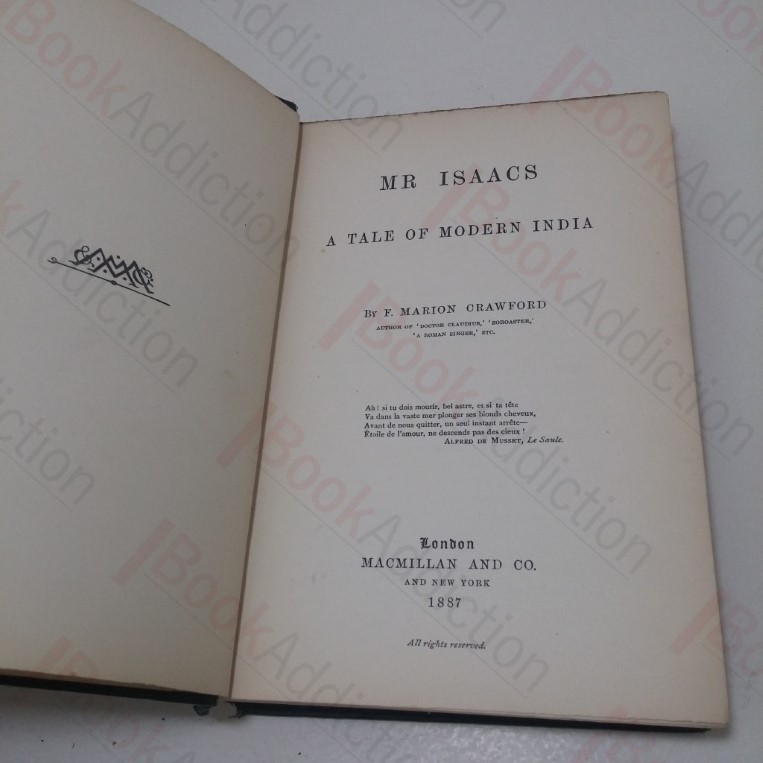 MR ISAACS
A TALE OF MODERN INDIA
BY F. MARION CRAWFORD
AUTHOR OF 'DOCTOR CLAUDIUS,' 'ZOROASTER,'
'A ROMAN SINGER,' ETC.
Ah! si tu dois mourir, bel astre, et si ta tête
Va dans la vaste mer plonger ses blonds cheveux,
Avant de nous quitter, un seul instant arrête—
Étoile de l'amour, ne descends pas des cieux!
ALFRED DE MUSSET, Le Saule.
London
MACMILLAN AND CO.
AND NEW YORK
1887
All rights reserved.
BookAddiction